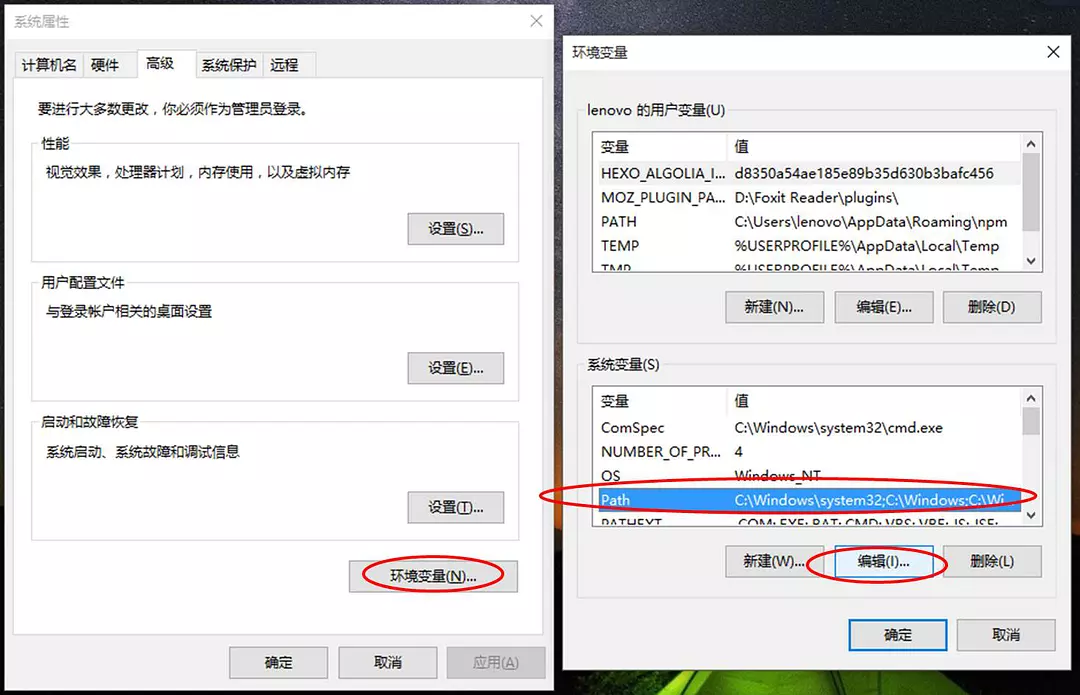 系统属性
计算机名
硬件
高级
系统保护
远程
要进行大多数更改，你必须作为管理员登录。
性能
视觉效果，处理器计划，内存使用，以及虚拟内存
设置(S)...
用户配置文件
与登录帐户相关的桌面设置
设置(E)...
启动和故障恢复
系统启动、系统故障和调试信息
设置(T)...
环境变量(N)...
确定
取消
应用(A)
环境变量
lenovo 的用户变量(U)
变量 值
HEXO_ALGOLIA_I... d8350a54ae185e89b35d630b3bafc456
MOZ_PLUGIN_PA... D:\Foxit Reader\plugins\
PATH C:\Users\lenovo\AppData\Roaming\npm
TEMP %USERPROFILE%\AppData\Local\Temp
TMP %USERPROFILE%\AppData\Local\Temp
新建(N)... 编辑(E)... 删除(D)
系统变量(S)
变量 值
ComSpec C:\Windows\system32\cmd.exe
NUMBER_OF_PR... 4
OS Windows_NT
Path C:\Windows\system32;C:\Windows;C:\Wi
PATHEXT .COM;.EXE;.BAT;.CMD;.VBS;.VBE;.JS;.JSE;
新建(W)... 编辑(I)... 删除(L)
确定 取消